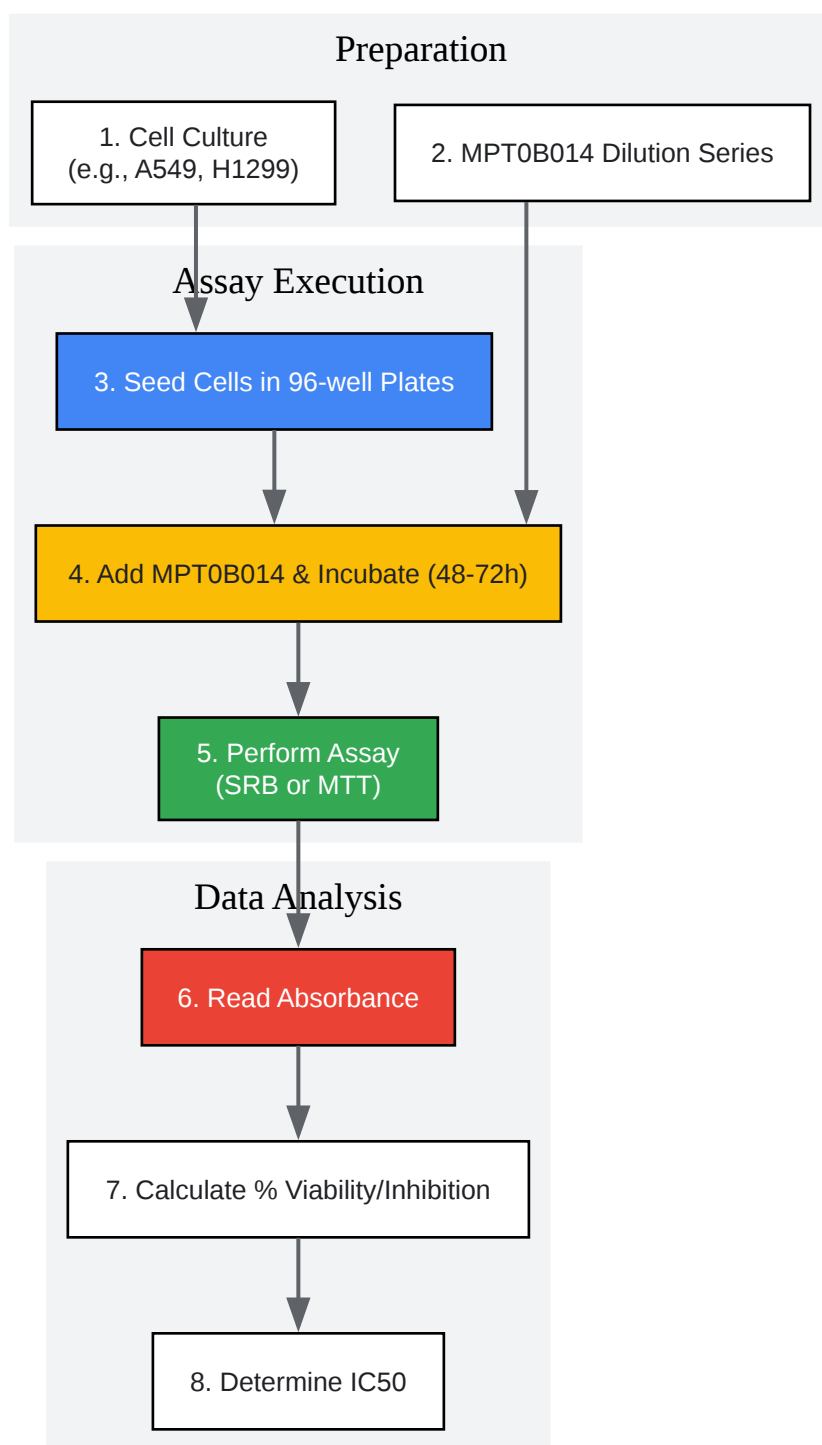 Preparation
1. Cell Culture
(e.g., A549, H1299)
2. MPT0B014 Dilution Series
Assay Execution
3. Seed Cells in 96-well Plates
4. Add MPT0B014 & Incubate (48-72h)
5. Perform Assay
(SRB or MTT)
Data Analysis
6. Read Absorbance
7. Calculate % Viability/Inhibition
8. Determine IC50